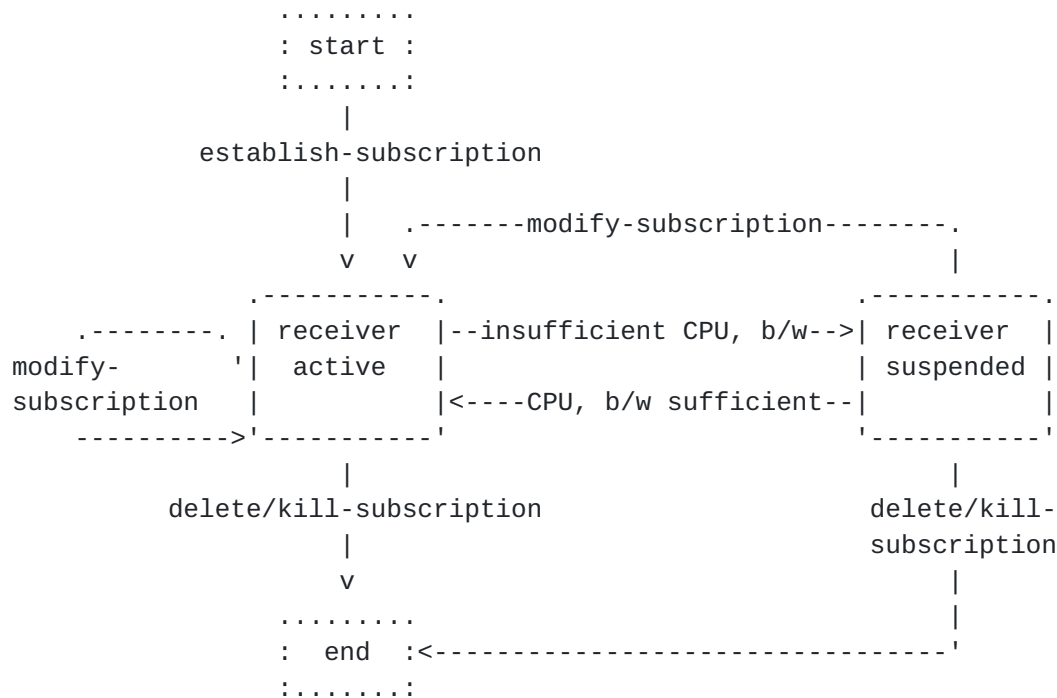 .........
: start :
:.......:
|
establish-subscription
|
|   .-------modify-subscription--------.
v   v                                  |
.-----------.                           .-----------.
.--------. | receiver  |--insufficient CPU, b/w-->| receiver  |
modify-       '|  active   |                          | suspended |
subscription   |           |<----CPU, b/w sufficient--|           |
---------->'-----------'                          '-----------'
|                                      |
delete/kill-subscription                     delete/kill-
|                                 subscription
v                                      |
.........                                  |
:  end  :<---------------------------------'
:.......: